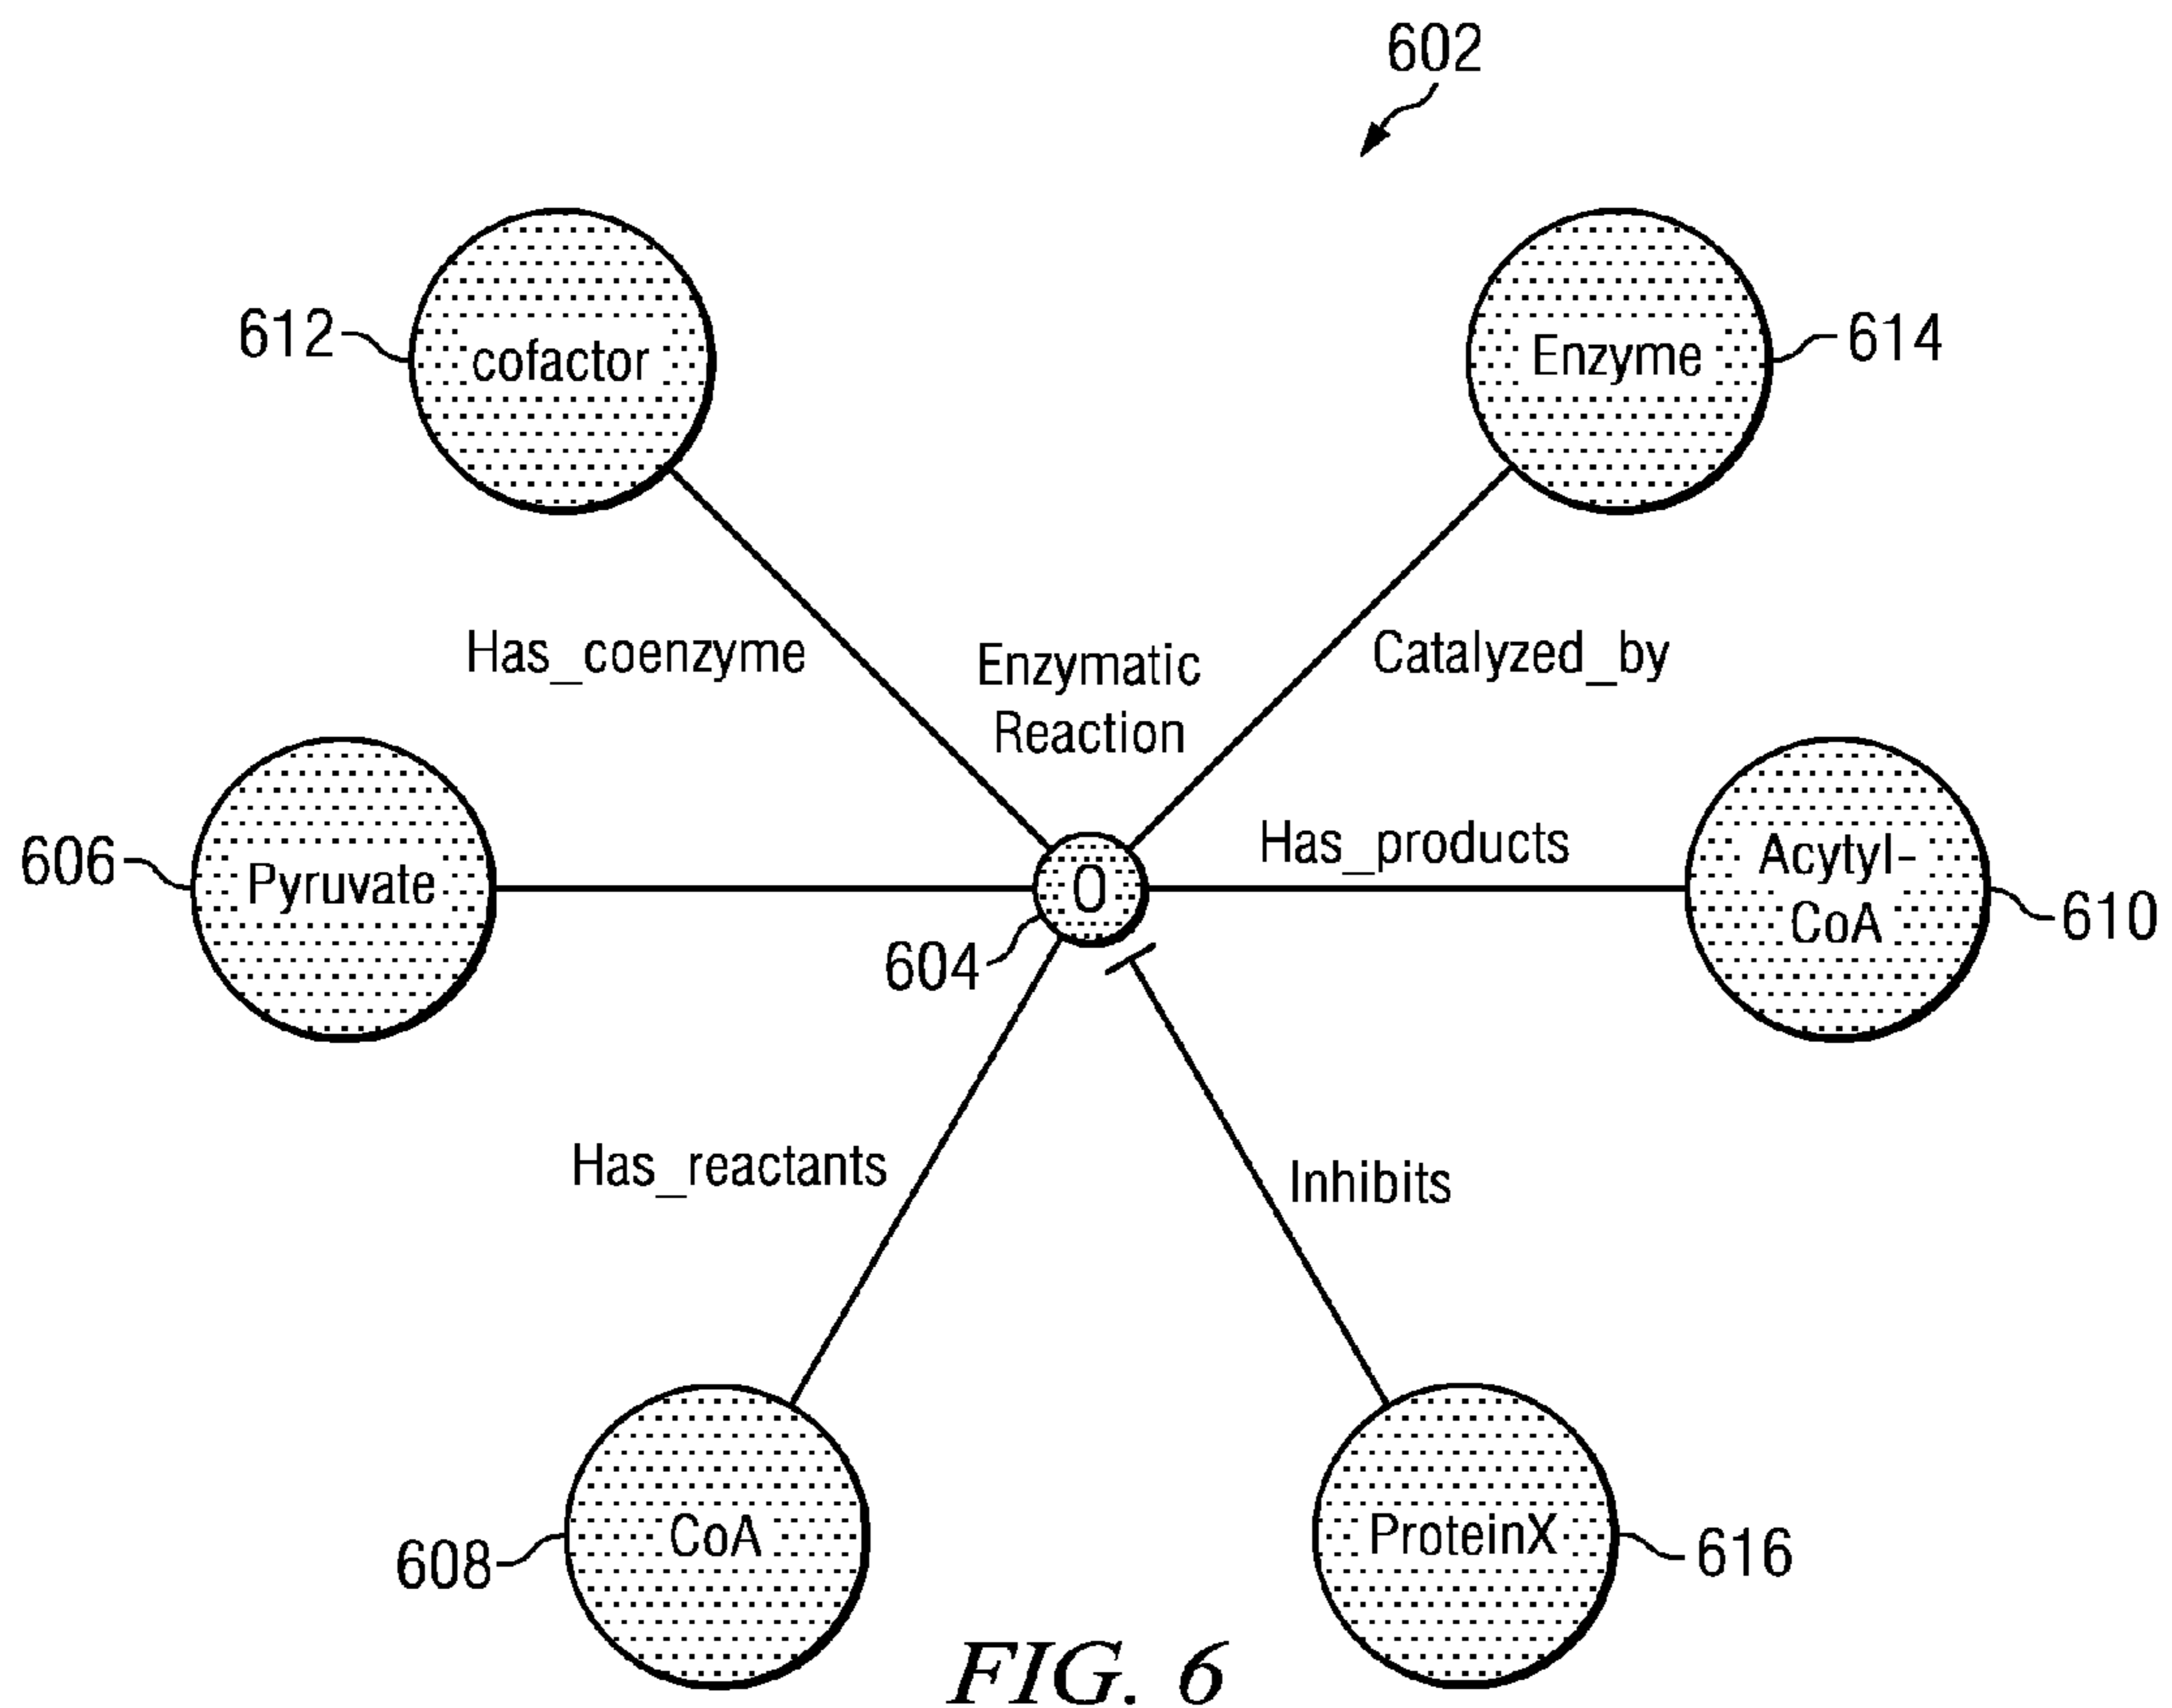 602
612
cofactor
Enzyme
614
Has_coenzyme
Enzymatic
Reaction
Catalyzed_by
606
Pyruvate
O
604
Has_products
Acytyl-
CoA
610
Has_reactants
Inhibits
608
CoA
ProteinX
616
FIG. 6